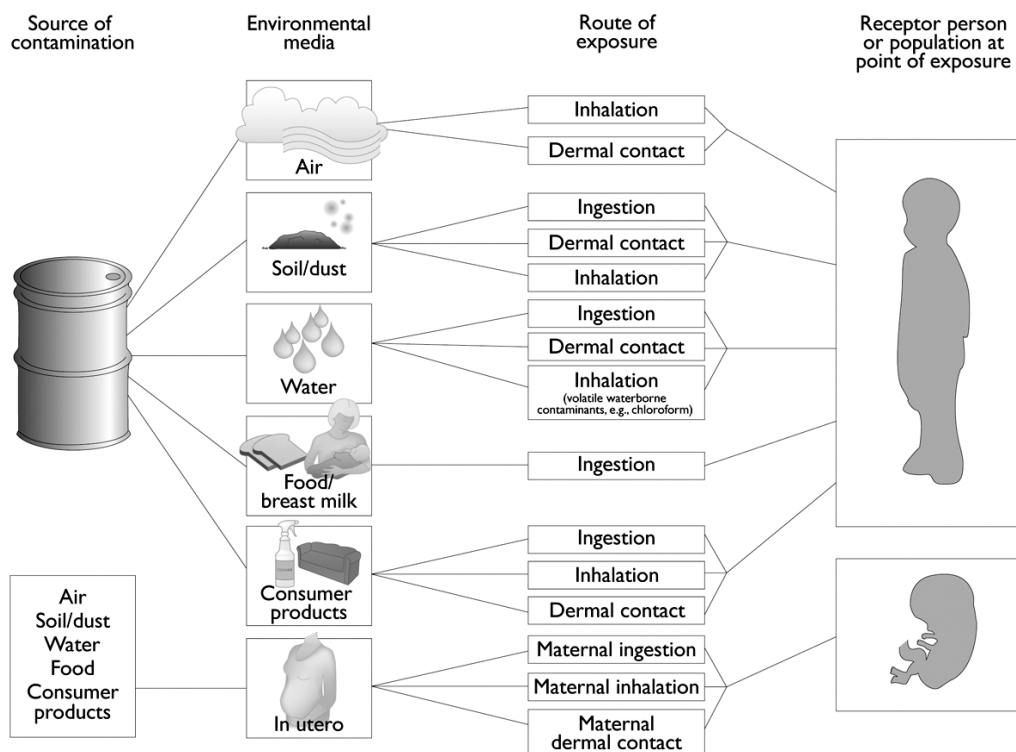 Source of
contamination
Environmental
media
Route of
exposure
Receptor person
or population at
point of exposure
Air
Inhalation
Dermal contact
Soil/dust
Ingestion
Dermal contact
Inhalation
Water
Ingestion
Dermal contact
Inhalation
(volatile waterborne
contaminants, e.g., chloroform)
Food/
breast milk
Ingestion
Consumer
products
Ingestion
Inhalation
Dermal contact
Air
Soil/dust
Water
Food
Consumer
products
In utero
Maternal ingestion
Maternal inhalation
Maternal
dermal contact